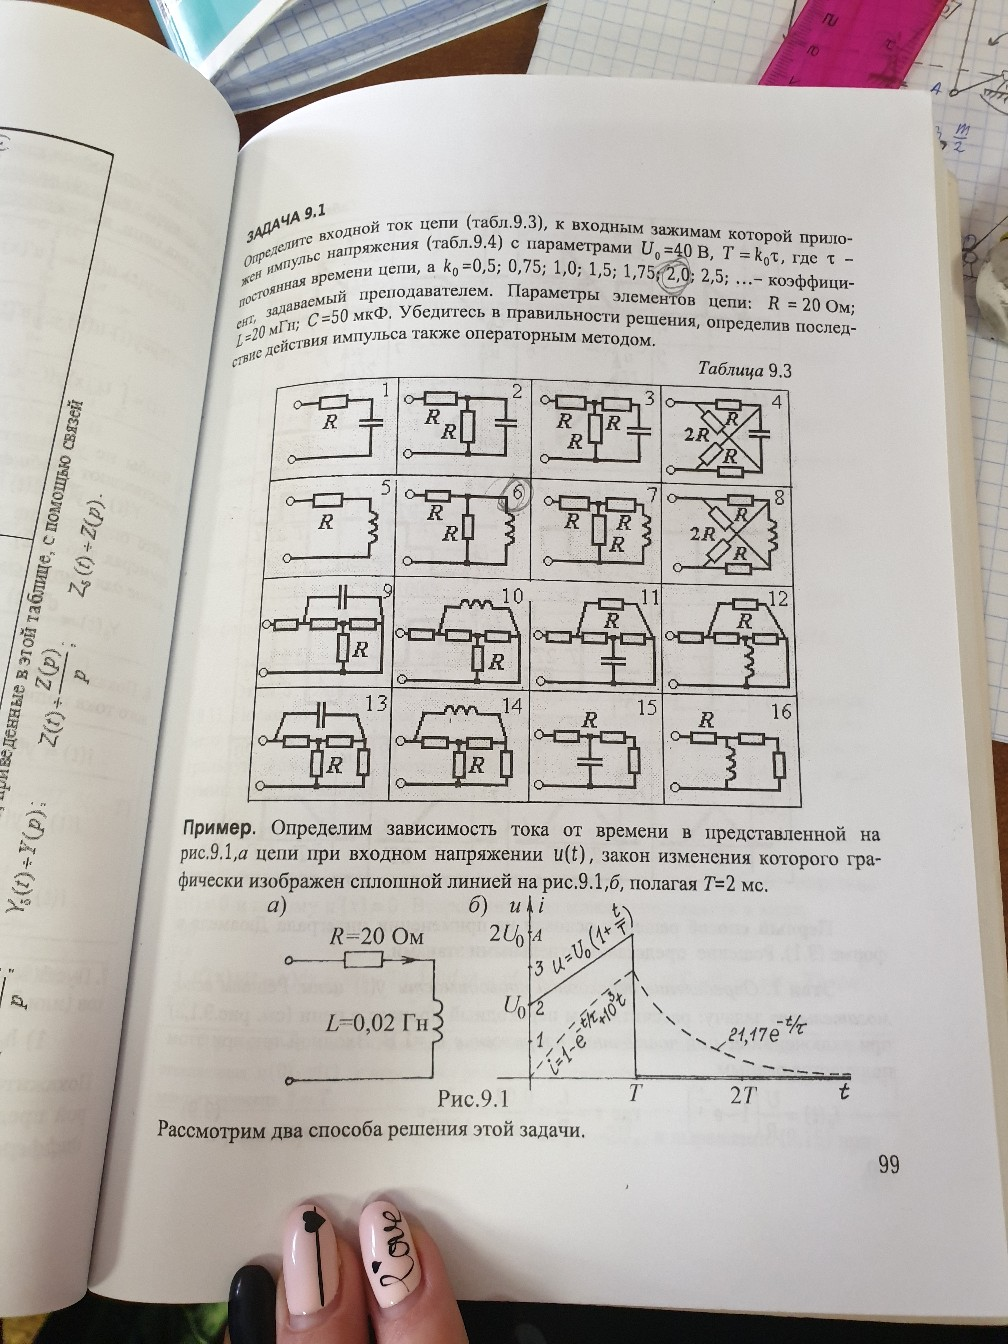 приведенные в этой таблице, с помощью связей
Yδ(t)÷Y(p);
Z(t)÷Z(p)/p;
Zδ(t)÷Z(p).
p
A
m/2
ЗАДАЧА 9.1
Определите входной ток цепи (табл.9.3), к входным зажимам которой прило-
жен импульс напряжения (табл.9.4) с параметрами U₀=40 В, T = k₀τ, где τ –
постоянная времени цепи, а k₀=0,5; 0,75; 1,0; 1,5; 1,75; 2,0; 2,5; ...– коэффици-
ент, задаваемый преподавателем. Параметры элементов цепи: R = 20 Ом;
L=20 мГн; C=50 мкФ. Убедитесь в правильности решения, определив послед-
ствие действия импульса также операторным методом.
Таблица 9.3
1 R
2 R R
3 R R R
4 2R R R
5 R
6 R R
7 R R R
8 2R R R
9 R
10 R
11 R
12 R
13 R
14 R
15 R
16 R
Пример. Определим зависимость тока от времени в представленной на
рис.9.1,а цепи при входном напряжении u(t), закон изменения которого гра-
фически изображен сплошной линией на рис.9.1,б, полагая T=2 мс.
а)
R=20 Ом
L=0,02 Гн
б) u i
2U₀ A
3
U₀ 2
1
u=U₀(1+t/T)
i=1-e^-t/τ+10³t
21,17e^-t/τ
T 2T t
Рис.9.1
Рассмотрим два способа решения этой задачи.
99
Love